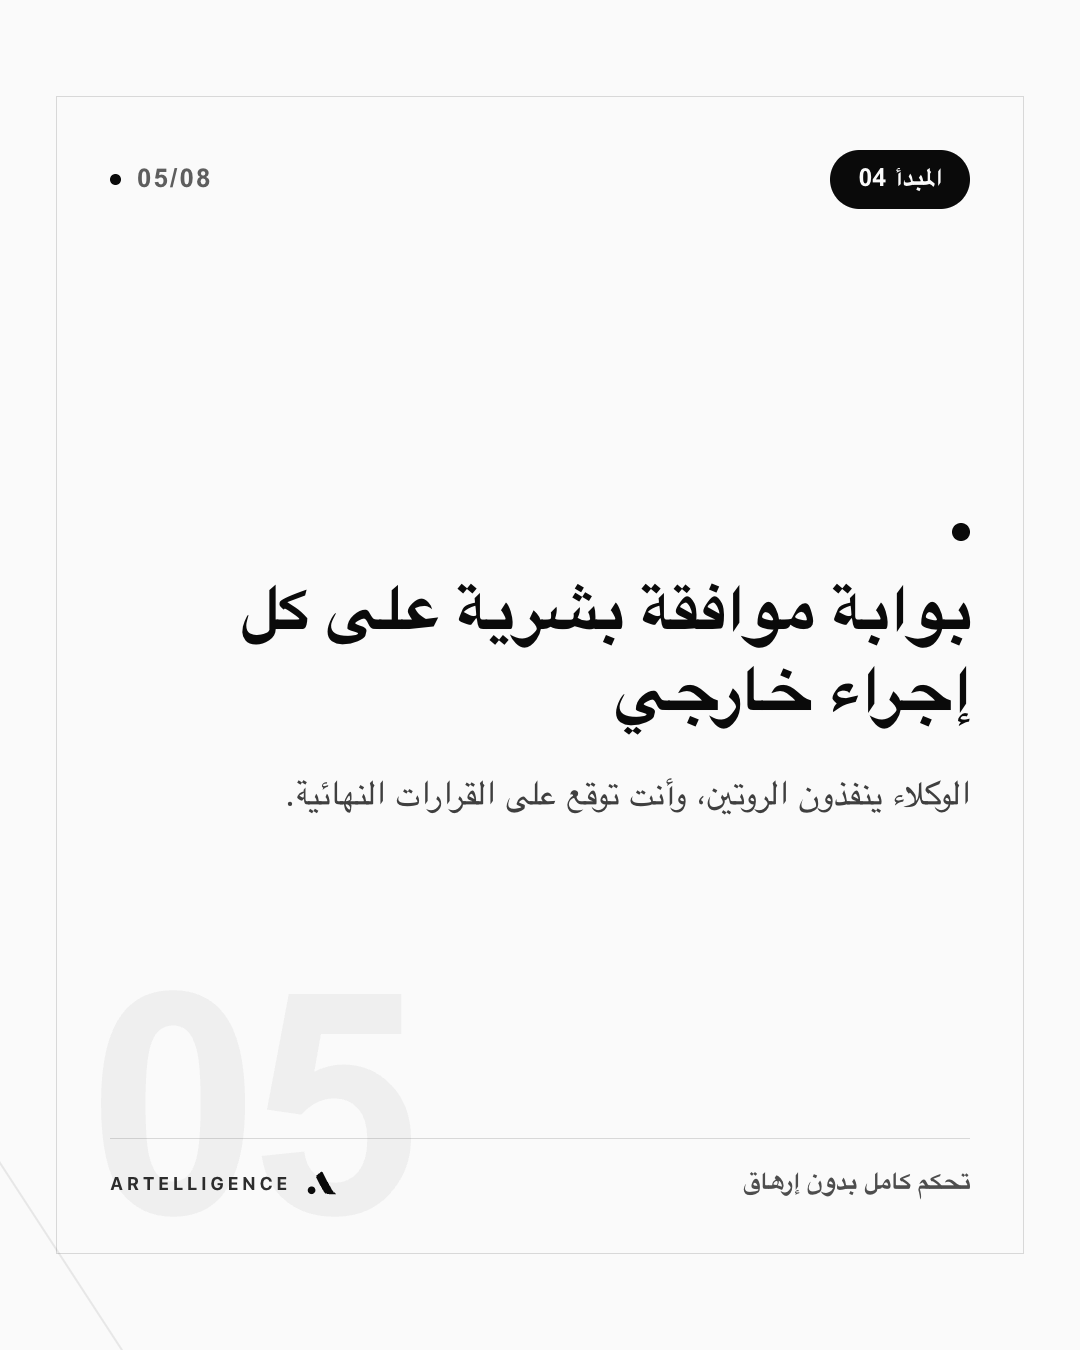 المبدأ 04
05/08
بوابة موافقة بشرية على كل
إجراء خارجي
الوكلاء ينفذون الروتين، وأنت توقع على القرارات النهائية.
05
تحكم كامل بدون إرهاق
ARTELLIGENCE